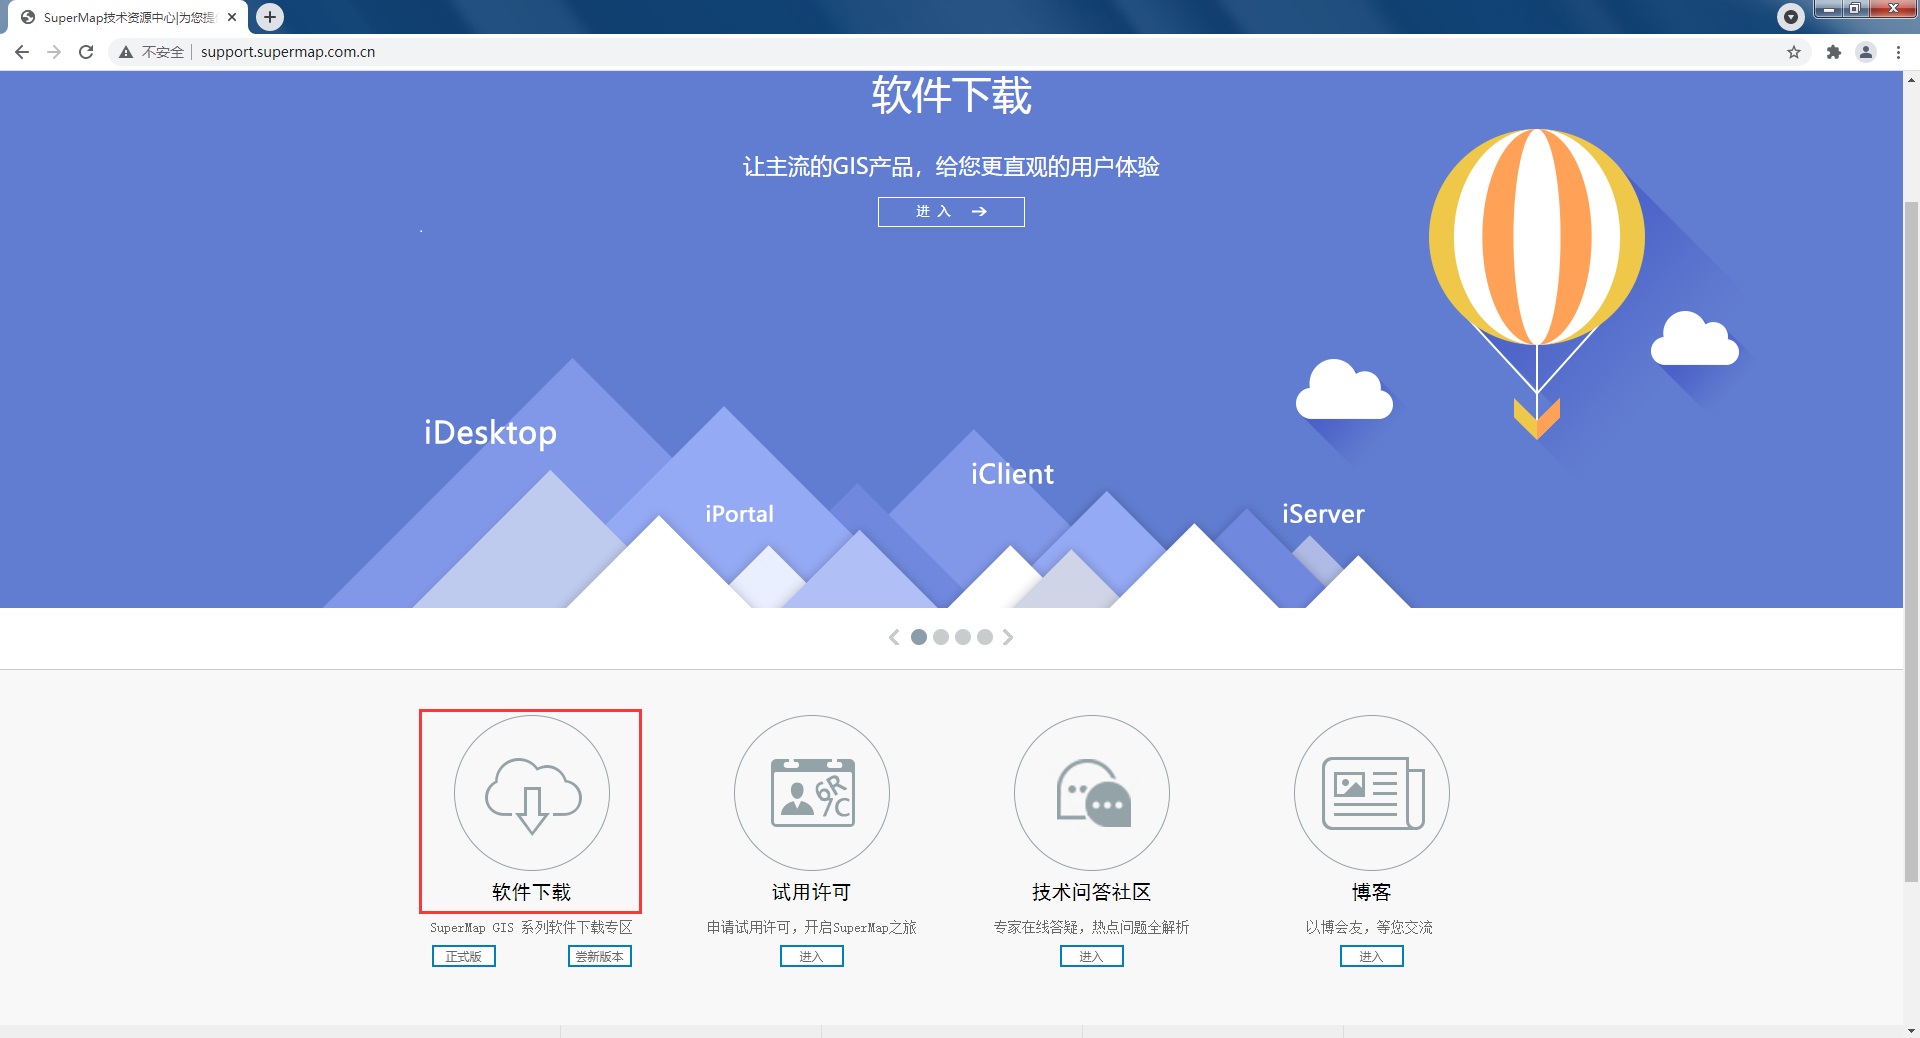 SuperMap技术资源中心|为您提
不安全
support.supermap.com.cn
软件下载
让主流的GIS产品，给您更直观的用户体验
进入
iDesktop
iPortal
iClient
iServer
6R
7C
软件下载
SuperMap GIS 系列软件下载专区
正式版
尝新版本
试用许可
申请试用许可，开启SuperMap之旅
进入
技术问答社区
专家在线答疑，热点问题全解析
进入
博客
以博会友，等您交流
进入